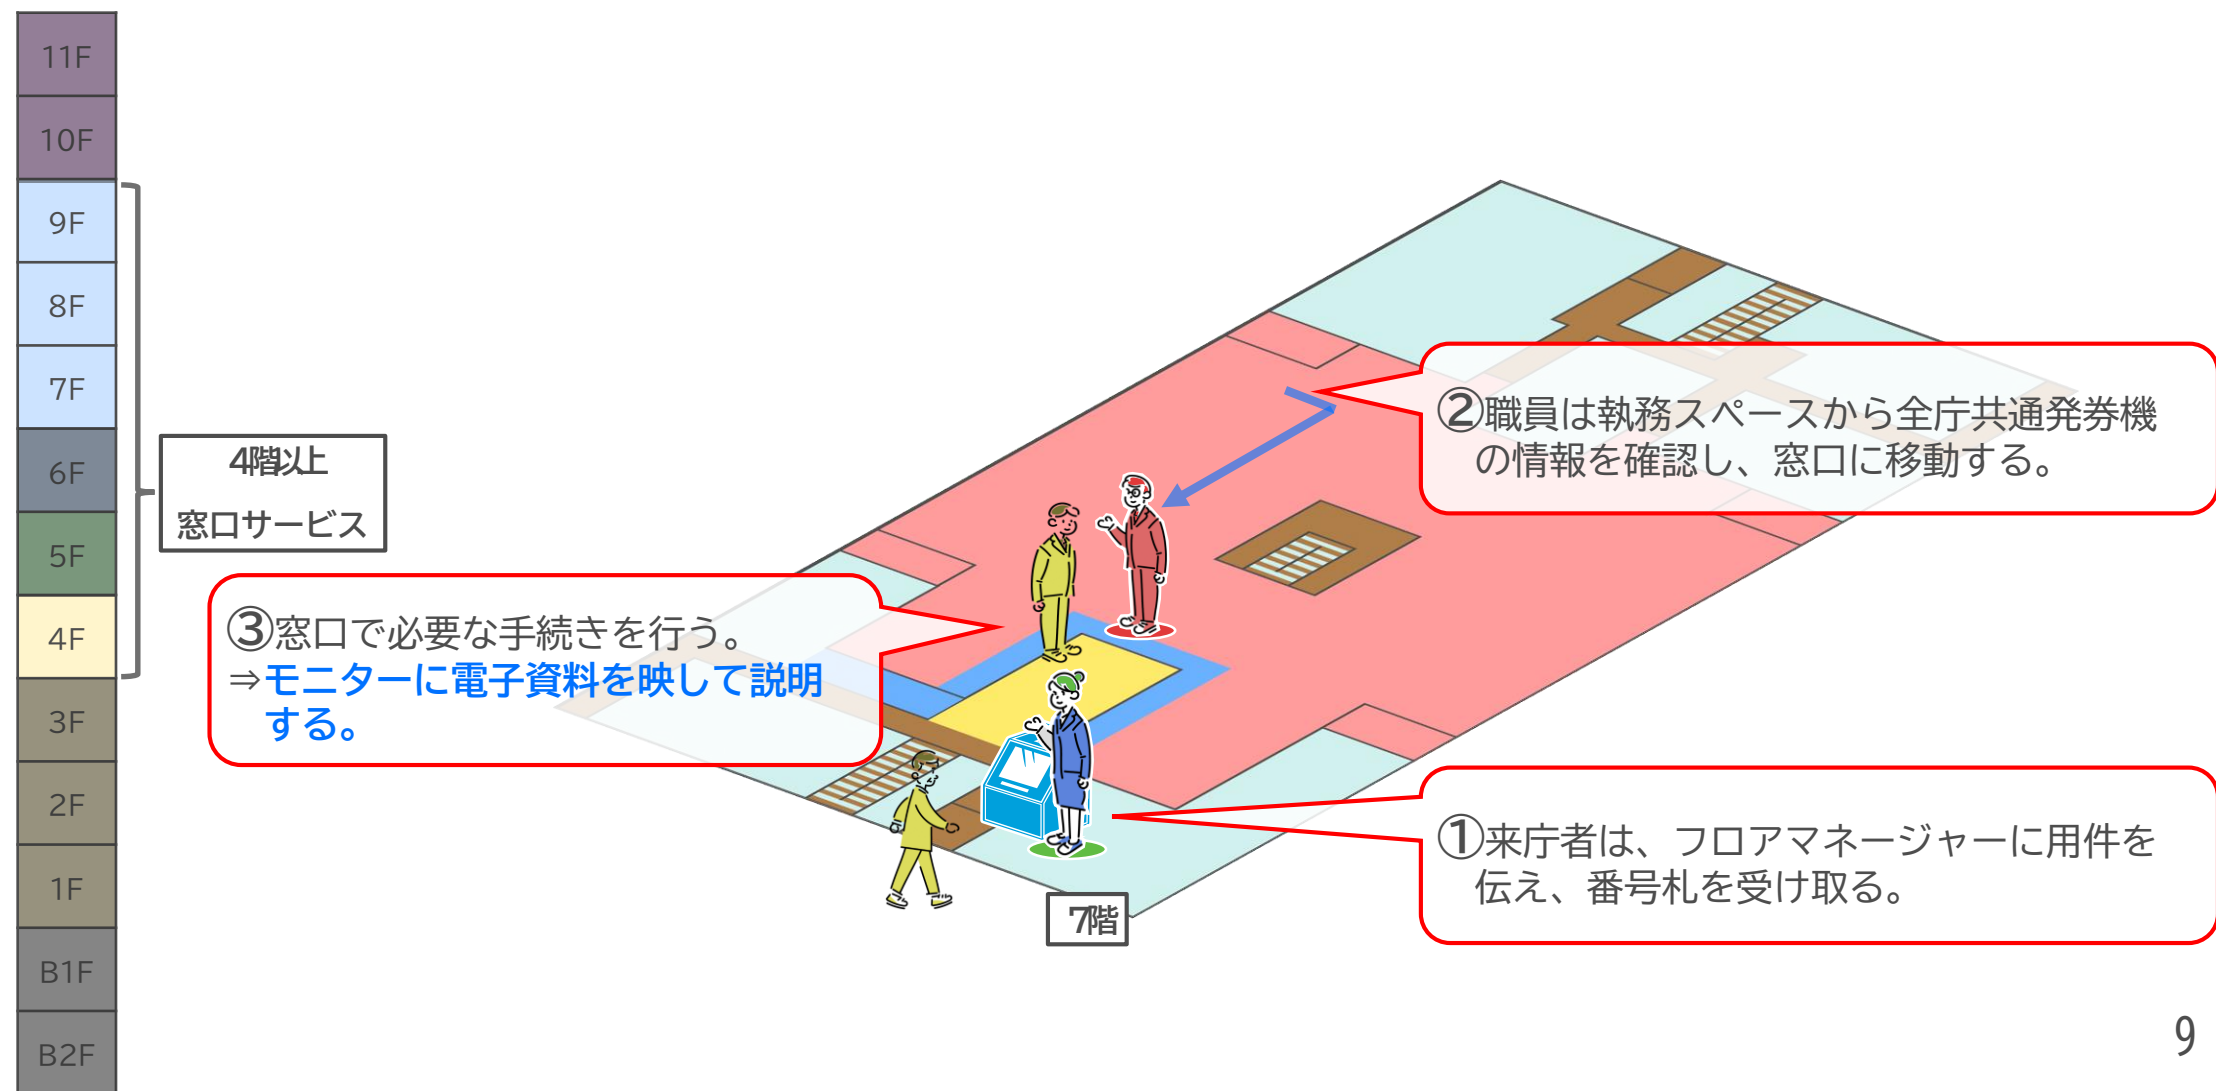 11F
10F
9F
8F
7F
6F
5F
4F
3F
2F
1F
B1F
B2F
4階以上
窓口サービス
①来庁者は、フロアマネージャーに用件を
伝え、番号札を受け取る。
②職員は執務スペースから全庁共通発券機
の情報を確認し、窓口に移動する。
③窓口で必要な手続きを行う。
⇒モニターに電子資料を映して説明
する。
7階
9